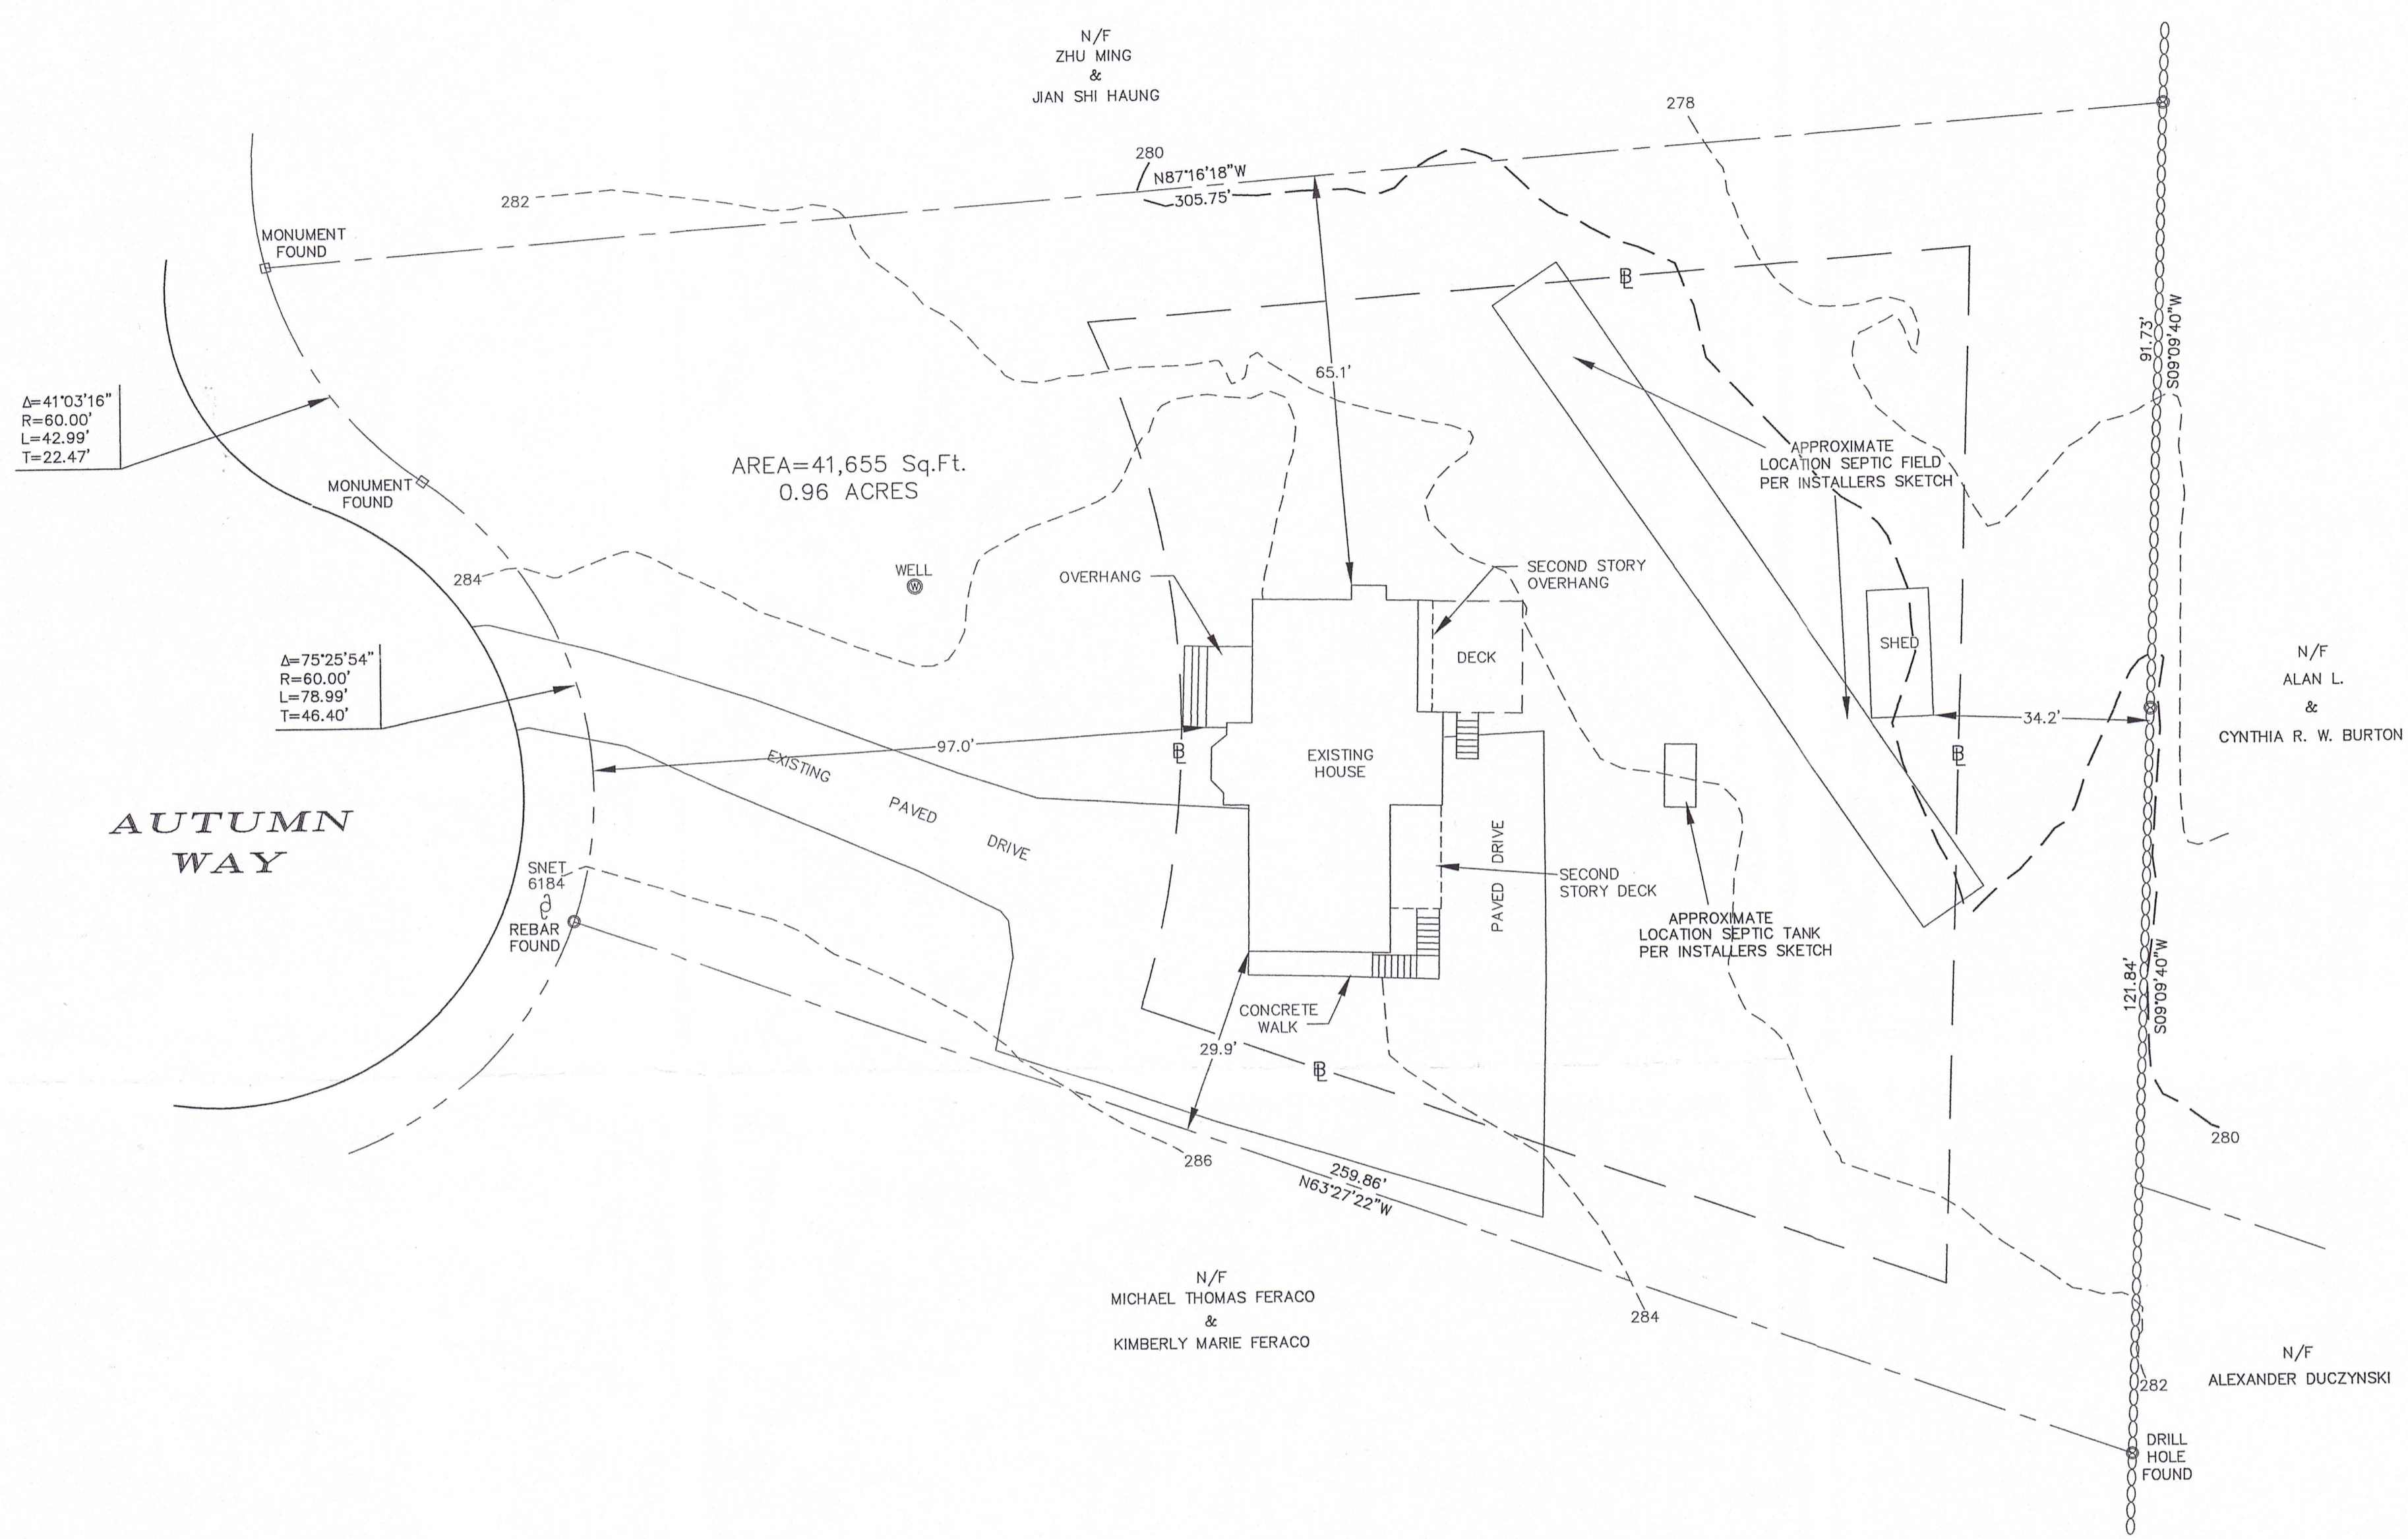 N/F
ZHU MING
&
JIAN SHI HAUNG
278
280
N87°16'18"W
305.75'
282
MONUMENT
FOUND
BL
91.73'
S09°09'40"W
65.1'
Δ=41°03'16"
R=60.00'
L=42.99'
T=22.47'
MONUMENT
FOUND
AREA=41,655 Sq.Ft.
0.96 ACRES
APPROXIMATE
LOCATION SEPTIC FIELD
PER INSTALLERS SKETCH
284
WELL
W
OVERHANG
SECOND STORY
OVERHANG
DECK
SHED
N/F
ALAN L.
&
CYNTHIA R. W. BURTON
Δ=75°25'54"
R=60.00'
L=78.99'
T=46.40'
34.2'
97.0'
BL
BL
EXISTING
HOUSE
EXISTING
PAVED
DRIVE
AUTUMN
WAY
PAVED DRIVE
SNET
6184
REBAR
FOUND
SECOND
STORY DECK
APPROXIMATE
LOCATION SEPTIC TANK
PER INSTALLERS SKETCH
121.84'
S09°09'40"W
CONCRETE
WALK
29.9'
BL
280
286
259.86'
N63°27'22"W
N/F
MICHAEL THOMAS FERACO
&
KIMBERLY MARIE FERACO
284
N/F
ALEXANDER DUCZYNSKI
282
DRILL
HOLE
FOUND